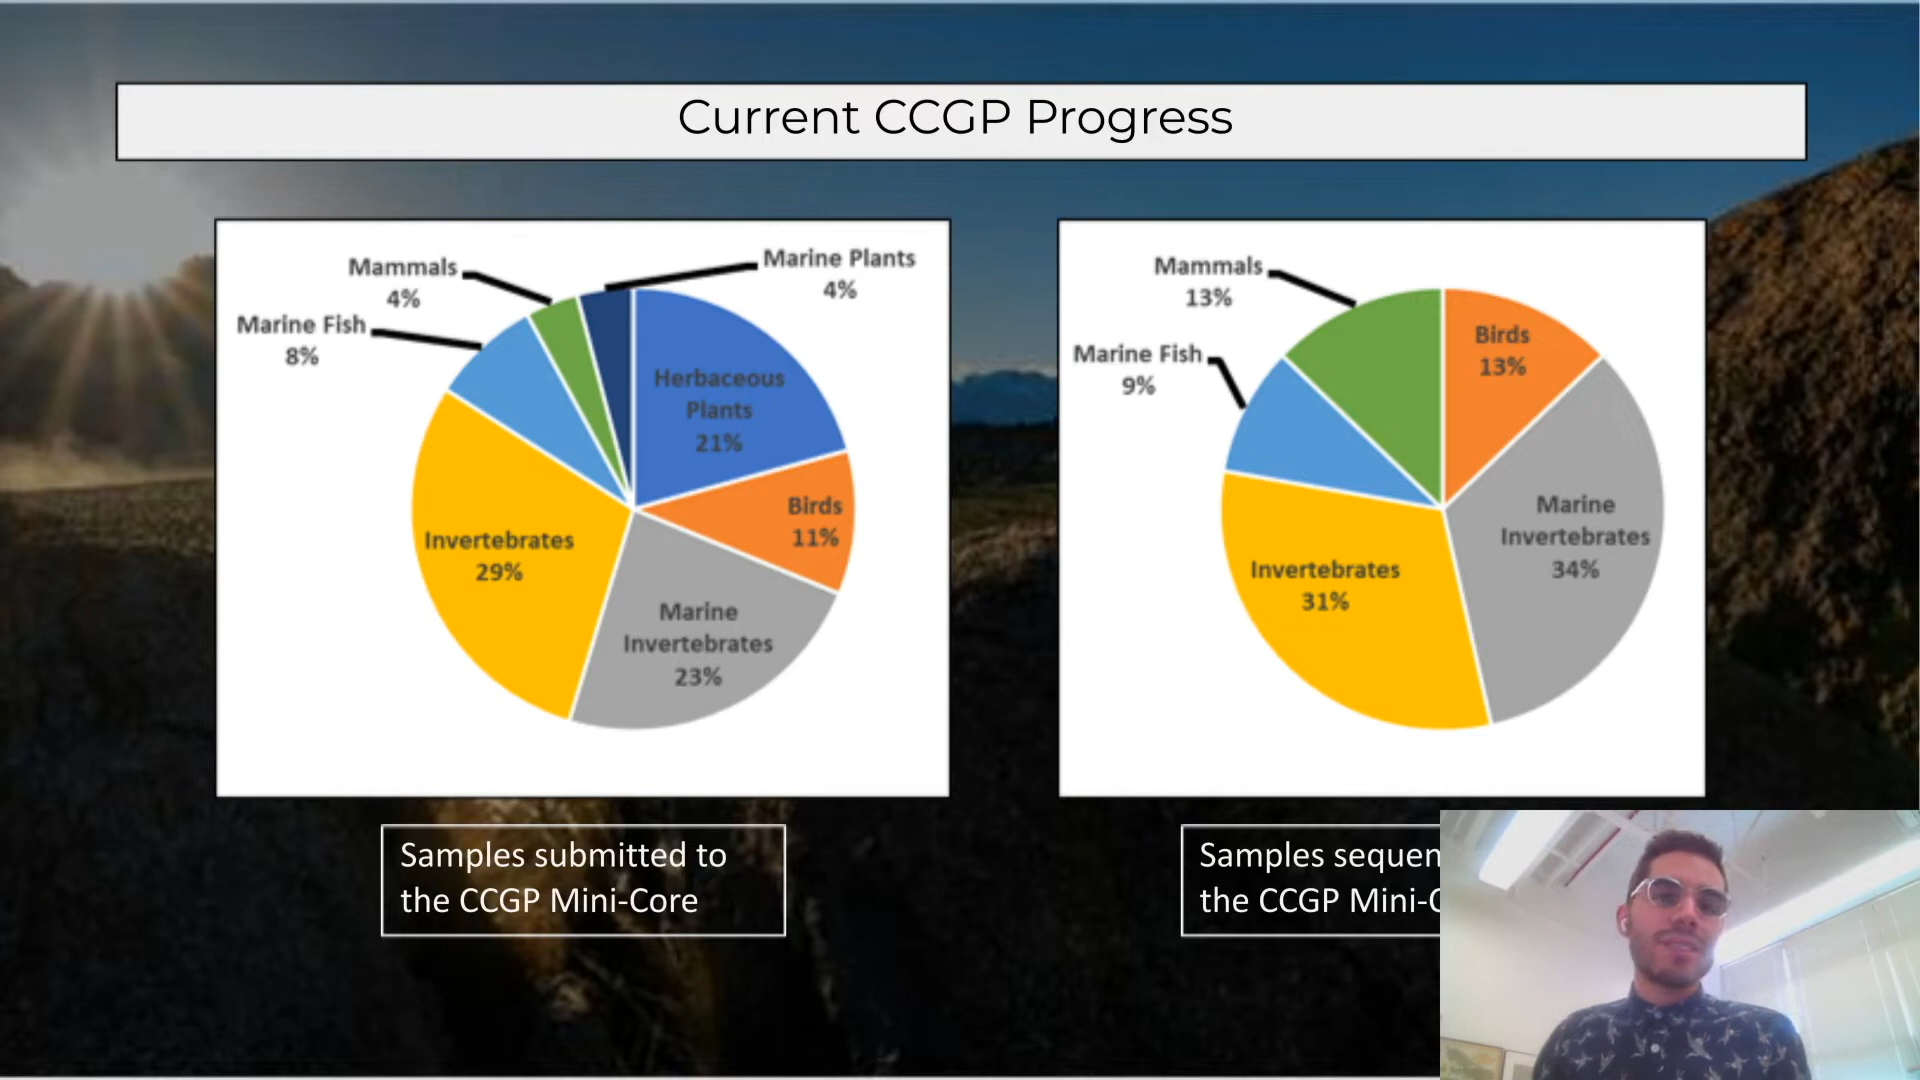 Current CCGP Progress
Mammals
4%
Marine Plants
4%
Marine Fish
8%
Herbaceous
Plants
21%
Birds
11%
Invertebrates
29%
Marine
Invertebrates
23%
Mammals
13%
Birds
13%
Marine Fish
9%
Marine
Invertebrates
34%
Invertebrates
31%
Samples submitted to
the CCGP Mini-Core
Samples
the CCGP